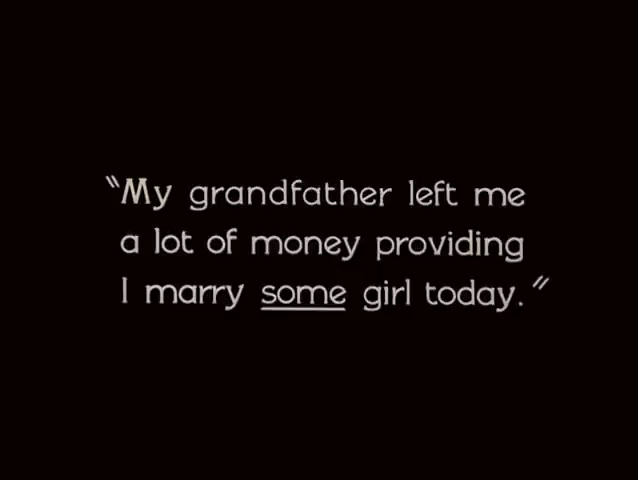 "My grandfather left me
a lot of money providing
I marry some girl today."